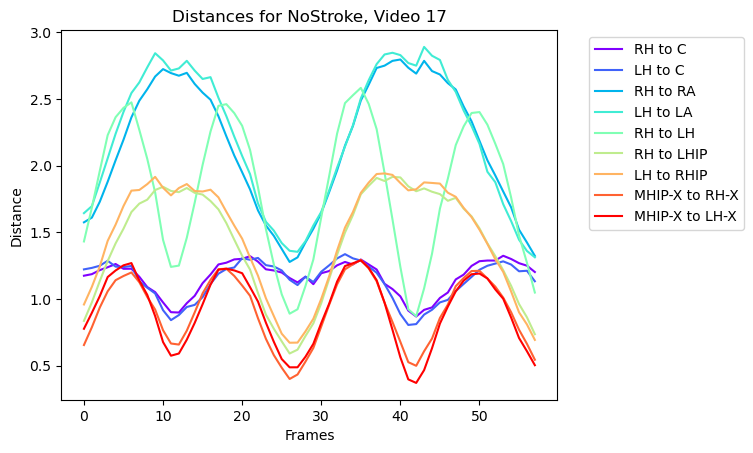 Distances for NoStroke, Video 17
3.0
2.5
2.0
1.5
1.0
0.5
Distance
0
10
20
30
40
50
Frames
RH to C
LH to C
RH to RA
LH to LA
RH to LH
RH to LHIP
LH to RHIP
MHIP-X to RH-X
MHIP-X to LH-X